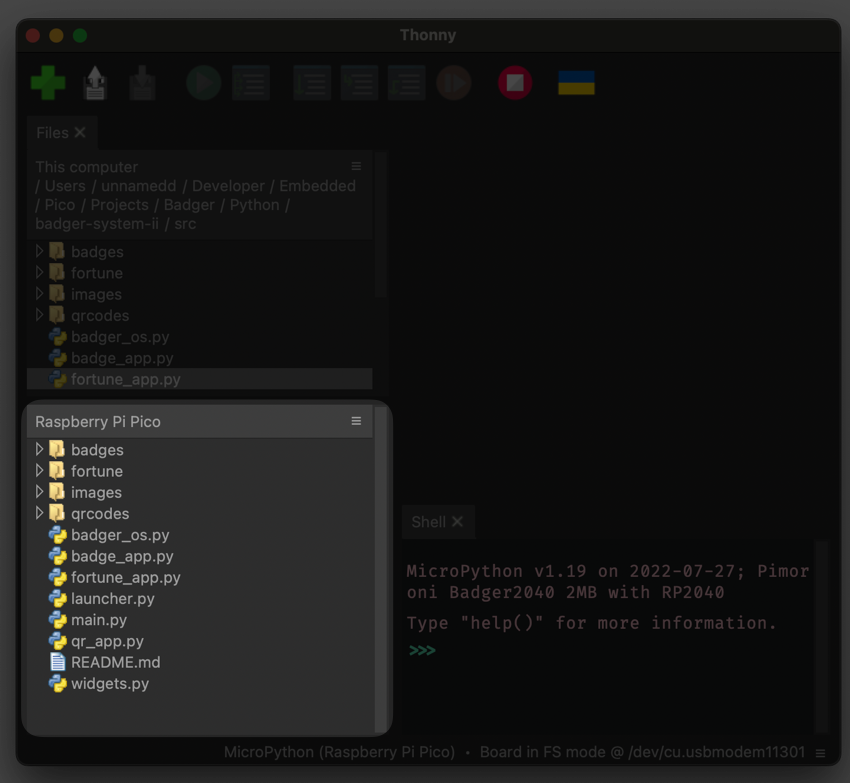 Thonny
Files ✕
This computer
/ Users / unnamedd / Developer / Embedded
/ Pico / Projects / Badger / Python /
badger-system-ii / src
badges
fortune
images
qrcodes
badger_os.py
badge_app.py
fortune_app.py
Raspberry Pi Pico
badges
fortune
images
qrcodes
badger_os.py
badge_app.py
fortune_app.py
launcher.py
main.py
qr_app.py
README.md
widgets.py
Shell ✕
MicroPython v1.19 on 2022-07-27; Pimor
oni Badger2040 2MB with RP2040
Type "help()" for more information.
>>>
MicroPython (Raspberry Pi Pico) • Board in FS mode @ /dev/cu.usbmodem11301 ≡